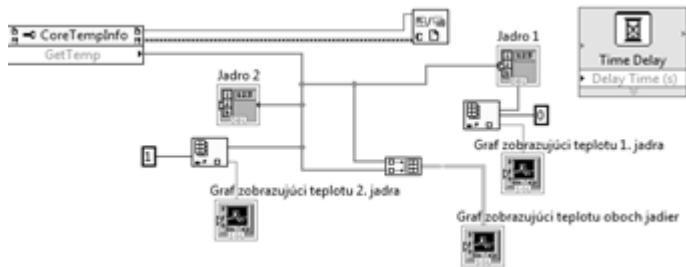 CoreTempInfo
GetTemp
Jadro 1
Time Delay
Delay Time (s)
Jadro 2
0
1
Graf zobrazujúci teplotu 1. jadra
Graf zobrazujúci teplotu 2. jadra
Graf zobrazujúci teplotu oboch jadier